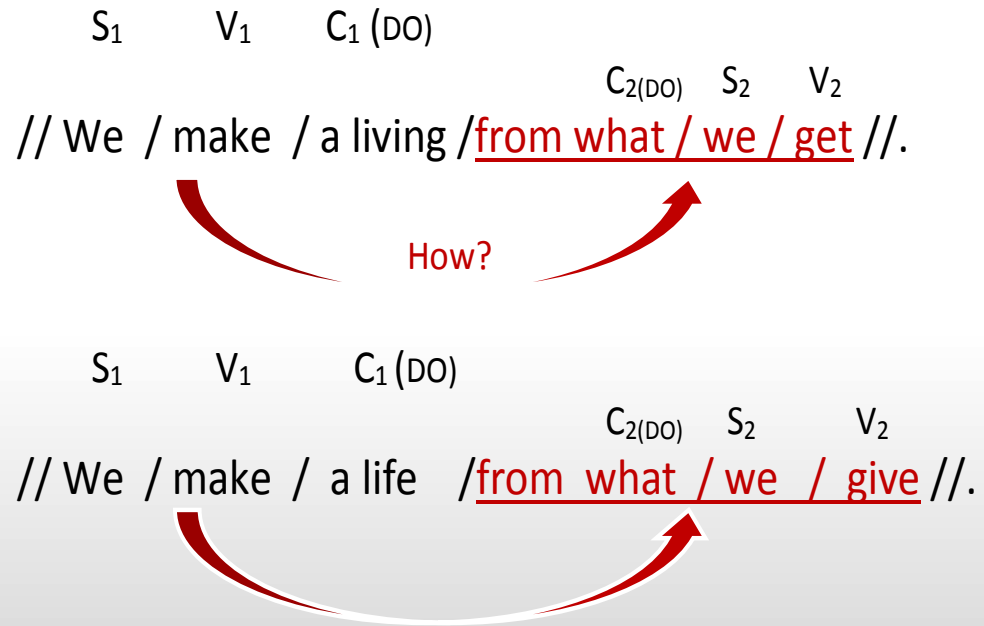 S₁ V₁ C₁ (DO)
C₂₍DO₎ S₂ V₂
// We / make / a living /from what / we / get //.
How?
S₁ V₁ C₁ (DO)
C₂₍DO₎ S₂ V₂
// We / make / a life /from what / we / give //.